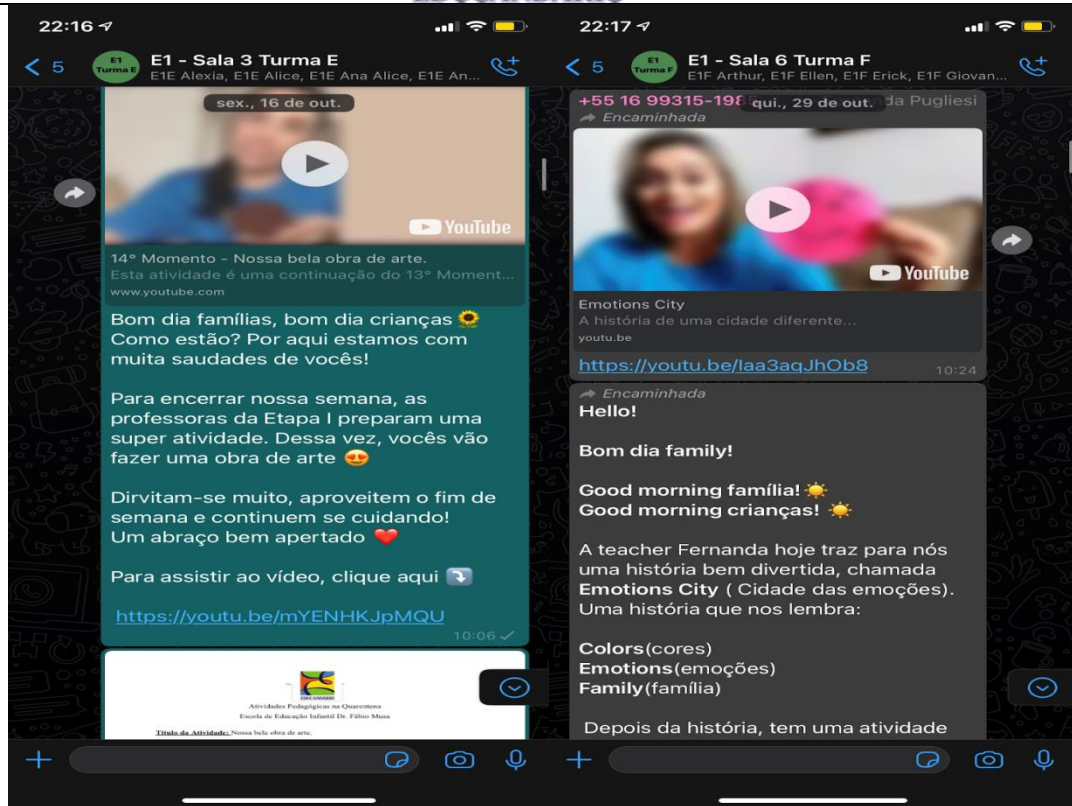 22:16
5
E1
Turma E
E1 - Sala 3 Turma E
E1E Alexia, E1E Alice, E1E Ana Alice, E1E An...
sex., 16 de out.
YouTube
14º Momento - Nossa bela obra de arte.
Esta atividade é uma continuação do 13º Moment...
www.youtube.com
Bom dia famílias, bom dia crianças 🌻
Como estão? Por aqui estamos com
muita saudades de vocês!
Para encerrar nossa semana, as
professoras da Etapa I preparam uma
super atividade. Dessa vez, vocês vão
fazer uma obra de arte 😍
Dirvitam-se muito, aproveitem o fim de
semana e continuem se cuidando!
Um abraço bem apertado ❤️
Para assistir ao vídeo, clique aqui ⤵️
https://youtu.be/mYENHKJpMQU
10:06
EDUCANDÁRIO
Atividades Pedagógicas na Quarentena
Escola de Educação Infantil Dr. Fábio Musa
Título da Atividade: Nossa bela obra de arte.
22:17
5
E1
Turma F
E1 - Sala 6 Turma F
E1F Arthur, E1F Ellen, E1F Erick, E1F Giovan...
+55 16 99315-198
qui., 29 de out.
da Pugliesi
Encaminhada
YouTube
Emotions City
A história de uma cidade diferente...
youtu.be
https://youtu.be/Iaa3aqJhOb8
10:24
Encaminhada
Hello!
Bom dia family!
Good morning família! ☀️
Good morning crianças! ☀️
A teacher Fernanda hoje traz para nós
uma história bem divertida, chamada
Emotions City ( Cidade das emoções).
Uma história que nos lembra:
Colors(cores)
Emotions(emoções)
Family(família)
Depois da história, tem uma atividade